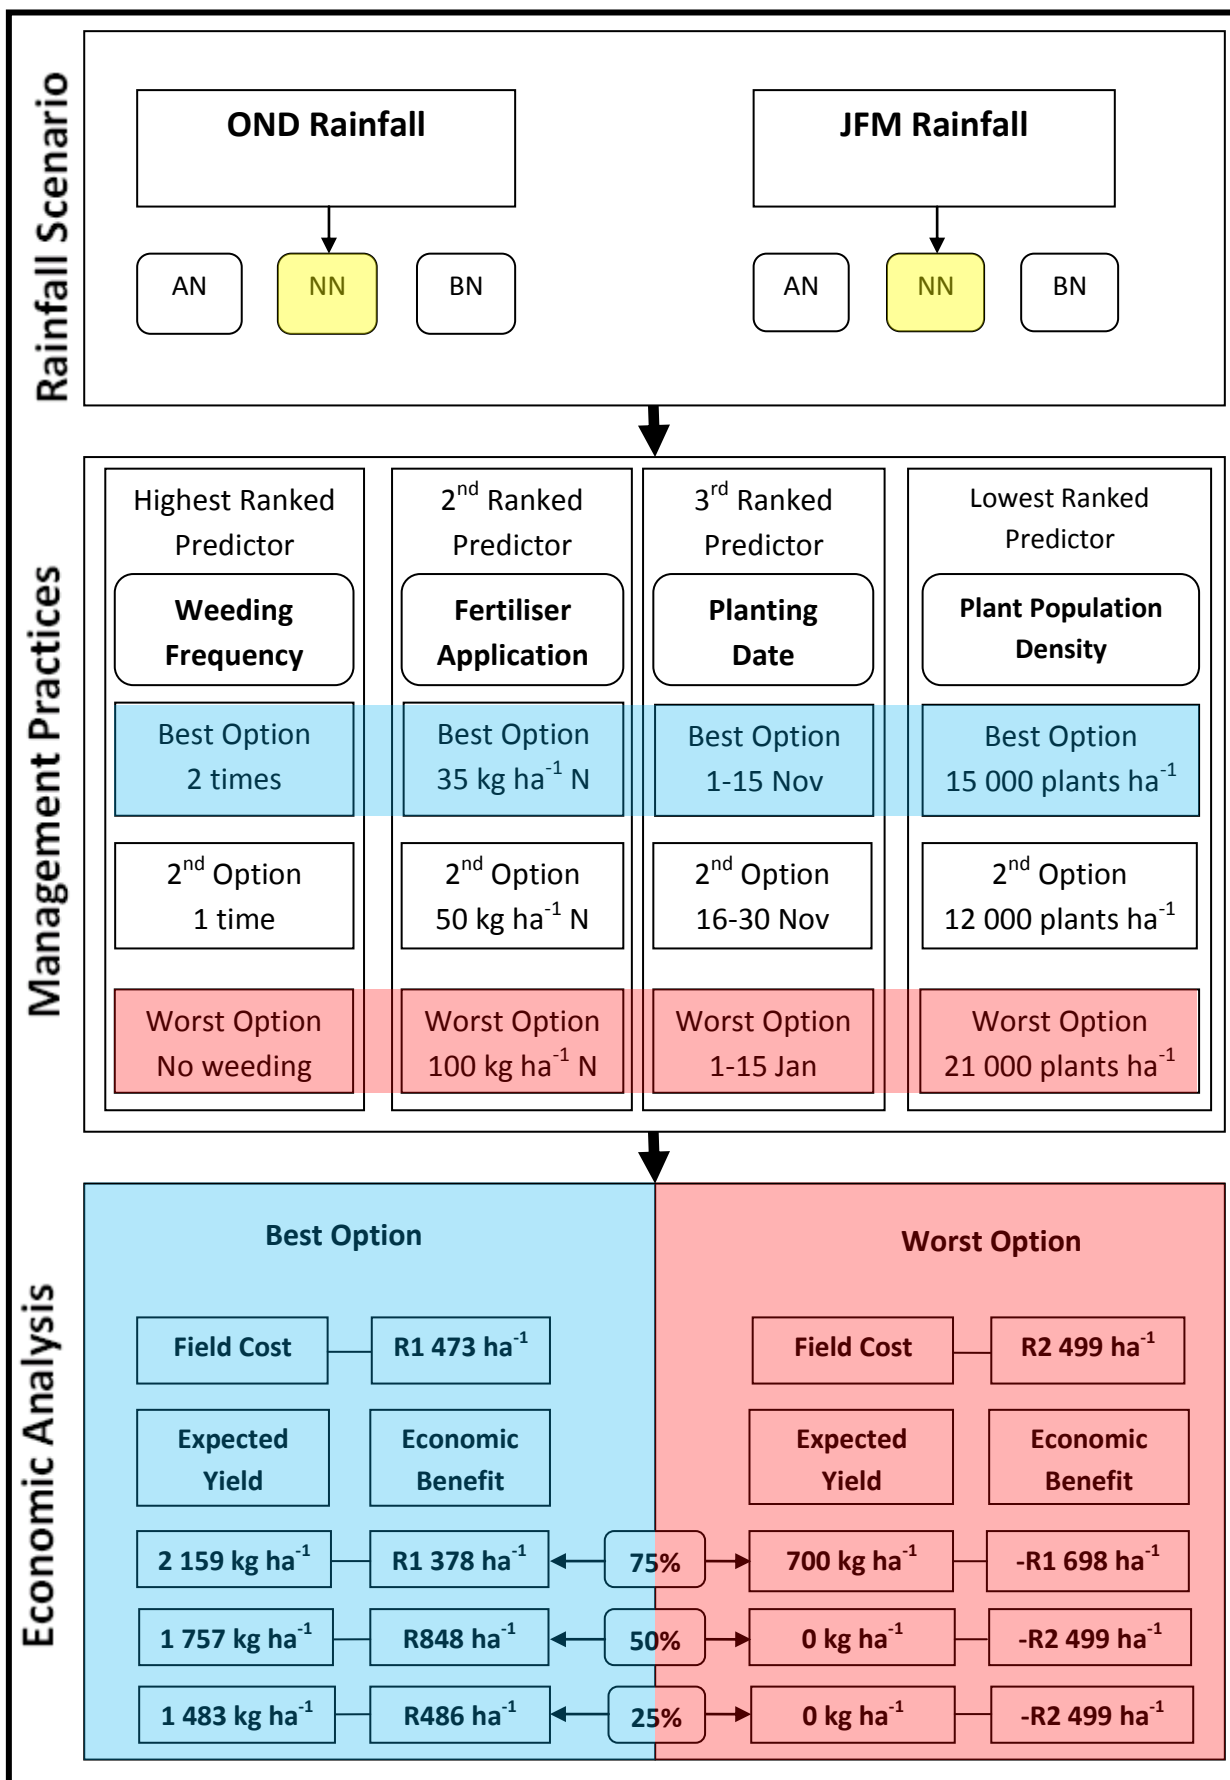 Rainfall Scenario
OND Rainfall
JFM Rainfall
AN
NN
BN
AN
NN
BN
Management Practices
Highest Ranked
Predictor
Weeding
Frequency
Best Option
2 times
2nd Option
1 time
Worst Option
No weeding
2nd Ranked
Predictor
Fertiliser
Application
Best Option
35 kg ha-1 N
2nd Option
50 kg ha-1 N
Worst Option
100 kg ha-1 N
3rd Ranked
Predictor
Planting
Date
Best Option
1-15 Nov
2nd Option
16-30 Nov
Worst Option
1-15 Jan
Lowest Ranked
Predictor
Plant Population
Density
Best Option
15 000 plants ha-1
2nd Option
12 000 plants ha-1
Worst Option
21 000 plants ha-1
Economic Analysis
Best Option
Worst Option
Field Cost
R1 473 ha-1
Field Cost
R2 499 ha-1
Expected
Yield
Economic
Benefit
Expected
Yield
Economic
Benefit
2 159 kg ha-1
R1 378 ha-1
75%
700 kg ha-1
-R1 698 ha-1
1 757 kg ha-1
R848 ha-1
50%
0 kg ha-1
-R2 499 ha-1
1 483 kg ha-1
R486 ha-1
25%
0 kg ha-1
-R2 499 ha-1